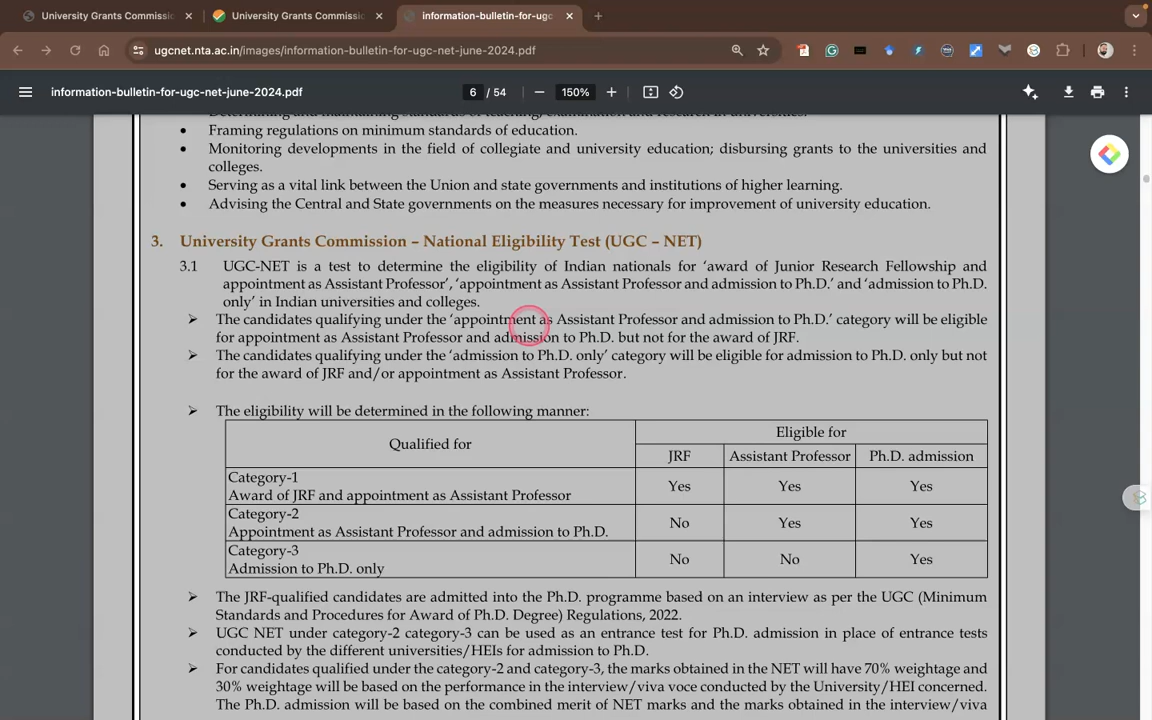 University Grants Commissic
University Grants Commissic
information-bulletin-for-ugc-
ugcnet.nta.ac.in/images/information-bulletin-for-ugc-net-june-2024.pdf
information-bulletin-for-ugc-net-june-2024.pdf
6 / 54
150%
Determining and maintaining standards of teaching, examination and research in universities.
• Framing regulations on minimum standards of education.
• Monitoring developments in the field of collegiate and university education; disbursing grants to the universities and
colleges.
• Serving as a vital link between the Union and state governments and institutions of higher learning.
• Advising the Central and State governments on the measures necessary for improvement of university education.
3. University Grants Commission – National Eligibility Test (UGC – NET)
3.1 UGC-NET is a test to determine the eligibility of Indian nationals for ‘award of Junior Research Fellowship and
appointment as Assistant Professor’, ‘appointment as Assistant Professor and admission to Ph.D.’ and ‘admission to Ph.D.
only’ in Indian universities and colleges.
➢ The candidates qualifying under the ‘appointment as Assistant Professor and admission to Ph.D.’ category will be eligible
for appointment as Assistant Professor and admission to Ph.D. but not for the award of JRF.
➢ The candidates qualifying under the ‘admission to Ph.D. only’ category will be eligible for admission to Ph.D. only but not
for the award of JRF and/or appointment as Assistant Professor.
➢ The eligibility will be determined in the following manner:
Qualified for
Eligible for
JRF Assistant Professor Ph.D. admission
Category-1
Award of JRF and appointment as Assistant Professor
Yes Yes Yes
Category-2
Appointment as Assistant Professor and admission to Ph.D.
No Yes Yes
Category-3
Admission to Ph.D. only
No No Yes
➢ The JRF-qualified candidates are admitted into the Ph.D. programme based on an interview as per the UGC (Minimum
Standards and Procedures for Award of Ph.D. Degree) Regulations, 2022.
➢ UGC NET under category-2 category-3 can be used as an entrance test for Ph.D. admission in place of entrance tests
conducted by the different universities/HEIs for admission to Ph.D.
➢ For candidates qualified under the category-2 and category-3, the marks obtained in the NET will have 70% weightage and
30% weightage will be based on the performance in the interview/viva voce conducted by the University/HEI concerned.
The Ph.D. admission will be based on the combined merit of NET marks and the marks obtained in the interview/viva